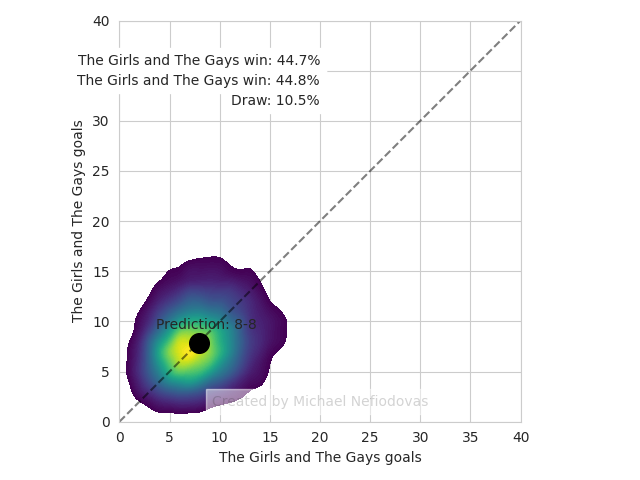 40
The Girls and The Gays win: 44.7%
The Girls and The Gays win: 44.8%
Draw: 10.5%
30
25
20
15
10
5
0
The Girls and The Gays goals
Prediction: 8-8
Created by Michael Nefiodovas
0 5 10 15 20 25 30 35 40
The Girls and The Gays goals